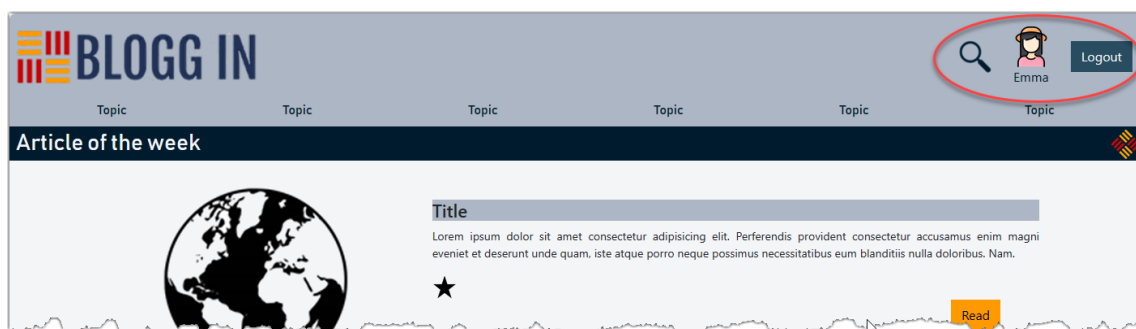 BLOGG IN
Emma
Logout
Topic Topic Topic Topic Topic Topic
Article of the week
Title
Lorem ipsum dolor sit amet consectetur adipisicing elit. Perferendis provident consectetur accusamus enim magni
eveniet et deserunt unde quam, iste atque porro neque possimus necessitatibus eum blanditiis nulla doloribus. Nam.
Read